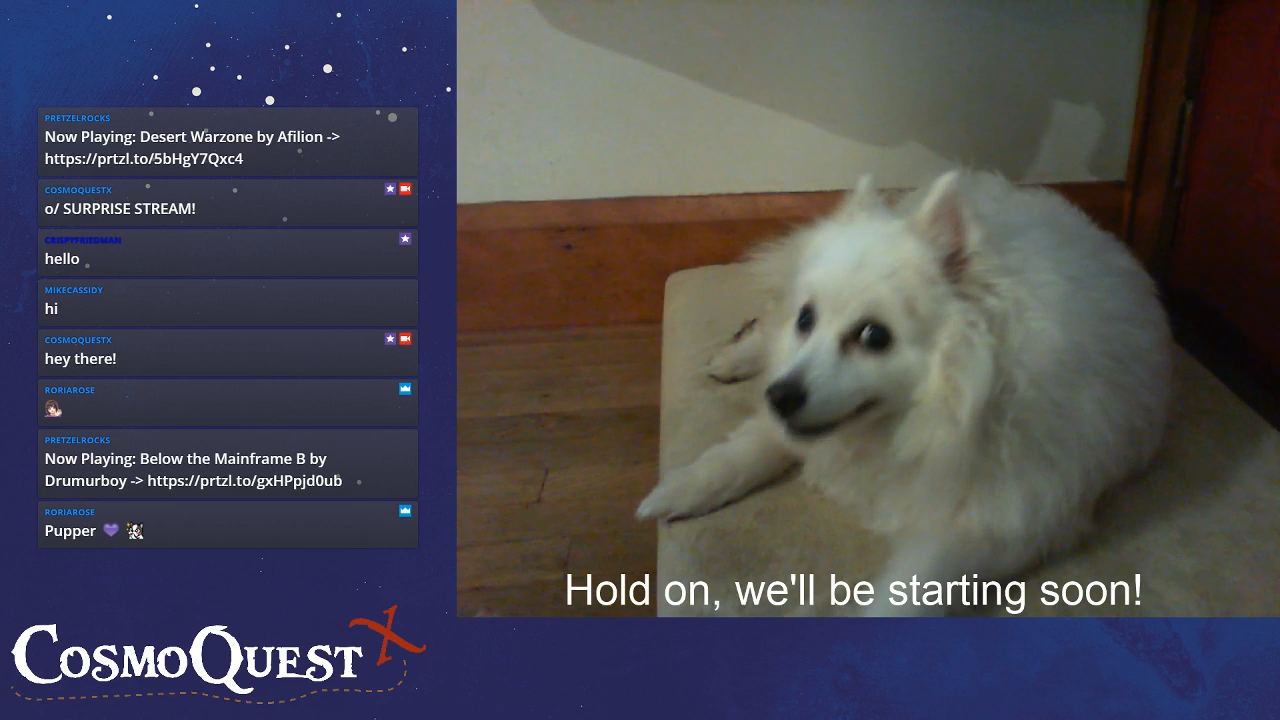 PRETZELROCKS
Now Playing: Desert Warzone by Afilion ->
https://prtzl.to/5bHgY7Qxc4
COSMOQUESTX
o/ SURPRISE STREAM!
CRISPYFRIEDMAN
hello
MIKECASSIDY
hi
COSMOQUESTX
hey there!
RORIAROSE
PRETZELROCKS
Now Playing: Below the Mainframe B by
Drumurboy -> https://prtzl.to/gxHPpjd0ub
RORIAROSE
Pupper
COSMOQUEST X
Hold on, we'll be starting soon!